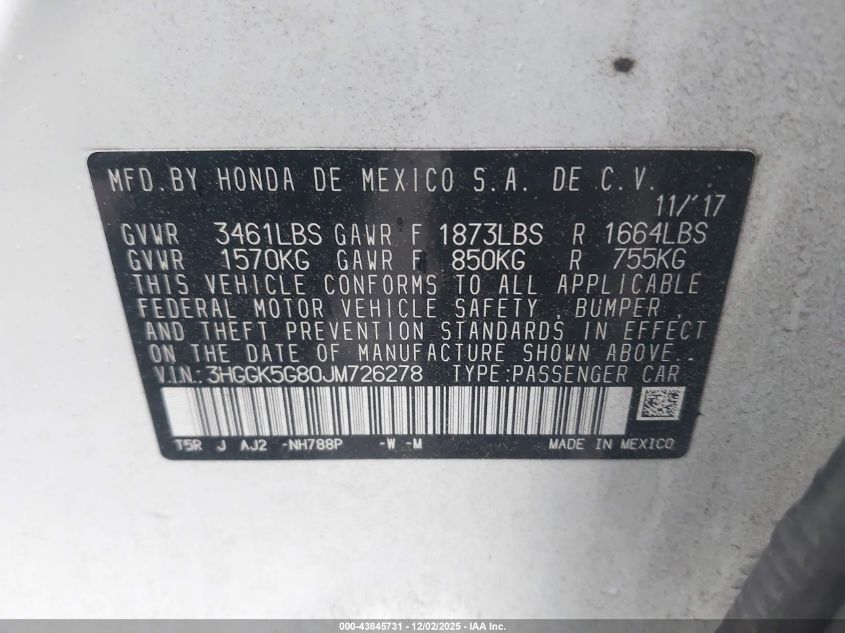 MFD.BY HONDA DE MEXICO S.A. DE C.V.
11/'17
GVWR 3461LBS GAWR F 1873LBS R 1664LBS
GVWR 1570KG GAWR F 850KG R 755KG
THIS VEHICLE CONFORMS TO ALL APPLICABLE
FEDERAL MOTOR VEHICLE SAFETY , BUMPER ,
AND THEFT PREVENTION STANDARDS IN EFFECT
ON THE DATE OF MANUFACTURE SHOWN ABOVE.
V.I.N.: 3HGGK5G80JM726278 TYPE:PASSENGER CAR
T5R J AJ2 -NH788P -W -M MADE IN MEXICO
000-43845731 - 12/02/2025 - IAA Inc.